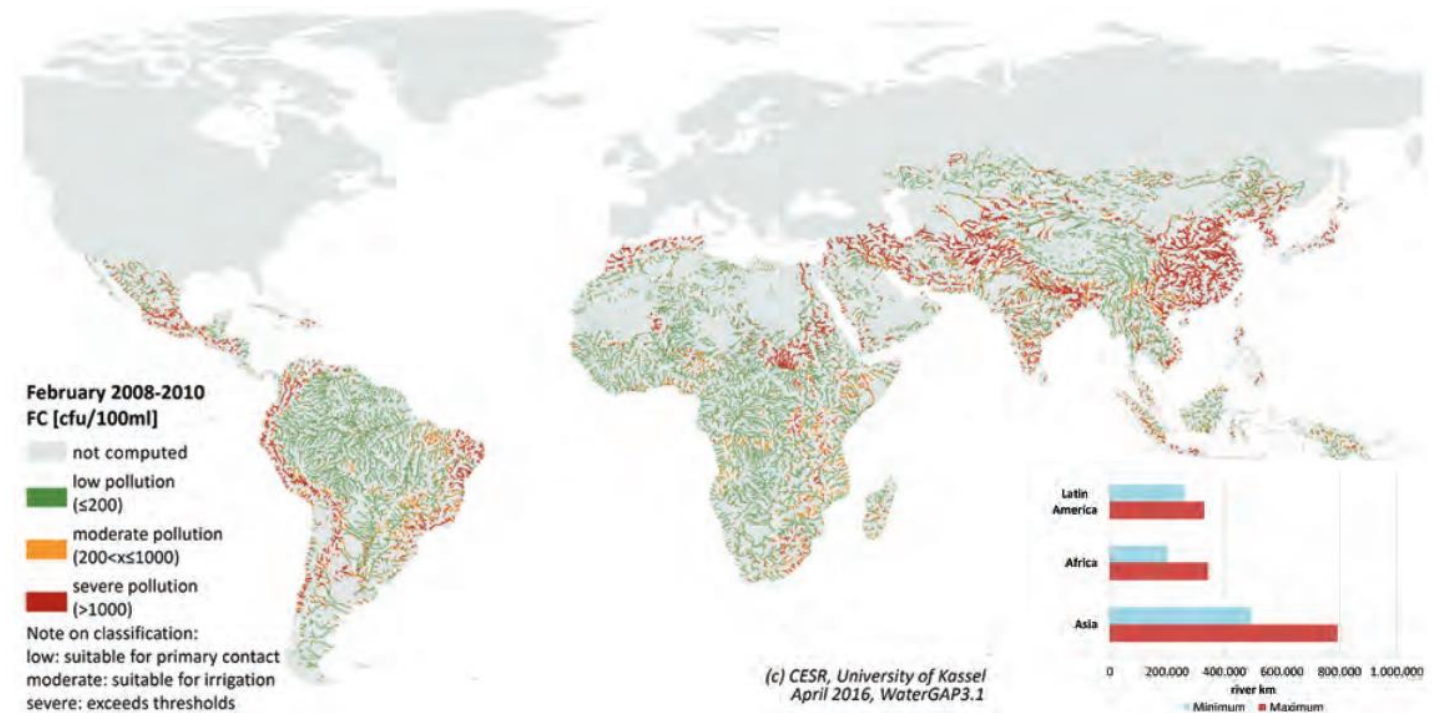 February 2008-2010
FC [cfu/100ml]
not computed
low pollution
(≤200)
moderate pollution
(200<x≤1000)
severe pollution
(>1000)
Note on classification:
low: suitable for primary contact
moderate: suitable for irrigation
severe: exceeds thresholds
(c) CESR, University of Kassel
April 2016, WaterGAP3.1
Latin
America
Africa
Asia
0 200.000 400.000 600.000 800.000 1.000.000
river km
Minimum Maximum